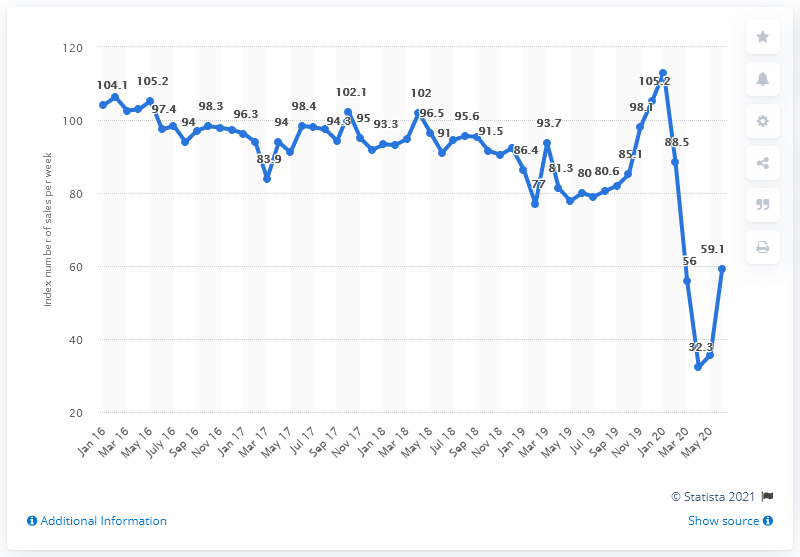 120
100
80
60
40
20
Index number of sales per week
104.1
105.2
97.4
94
98.3
96.3
83.9
94
98.4
94.3
102.1
95
93.3
102
96.5
91
95.6
91.5
86.4
77
93.7
81.3
80
80.6
85.1
98.1
105.2
88.5
56
32.3
59.1
Jan 16
Mar 16
May 16
July 16
Sep 16
Nov 16
Jan 17
Mar 17
May 17
Jul 17
Sep 17
Nov 17
Jan 18
Mar 18
May 18
Jul 18
Sep 18
Nov 18
Jan 19
Mar 19
May 19
Jul 19
Sep 19
Nov 19
Jan 20
Mar 20
May 20
© Statista 2021
Additional Information
Show source